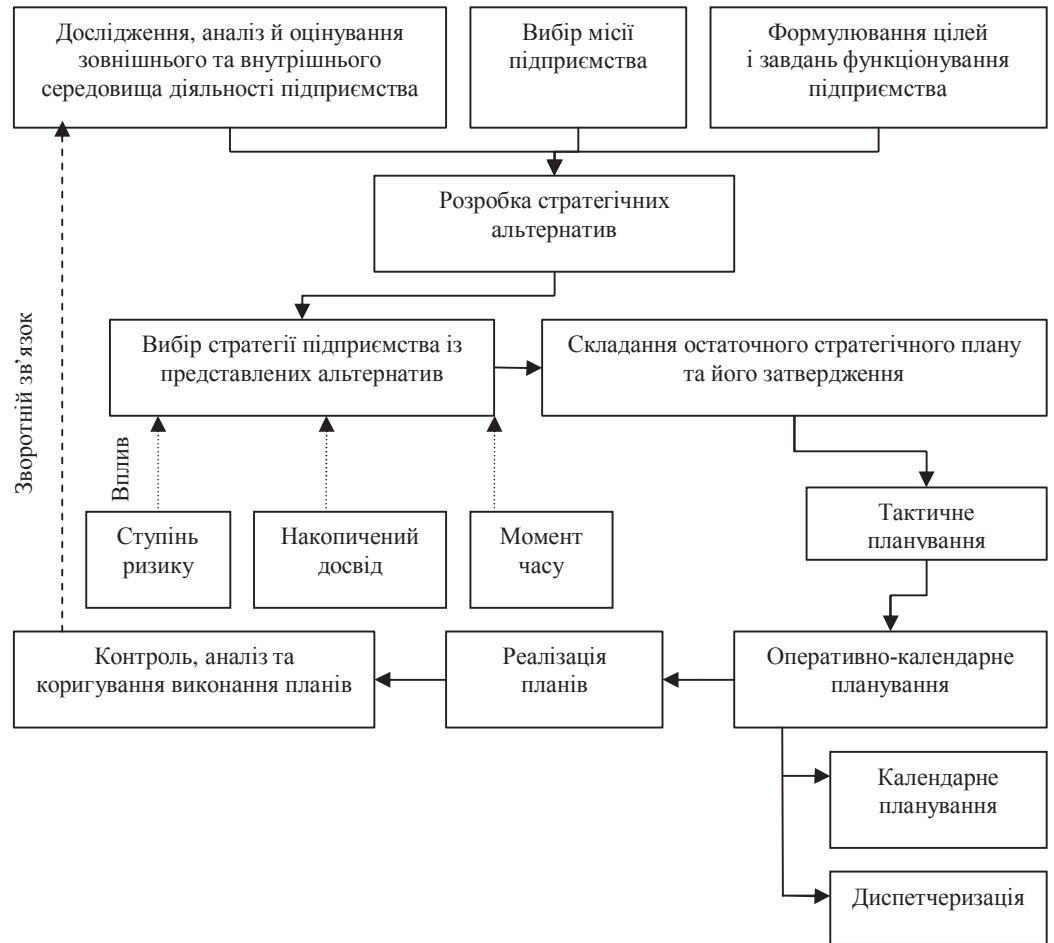 Дослідження, аналіз й оцінування
зовнішнього та внутрішнього
середовища діяльності підприємства
Вибір місії
підприємства
Формулювання цілей
і завдань функціонування
підприємства
Розробка стратегічних
альтернатив
Зворотній зв’язок
Вибір стратегії підприємства із
представлених альтернатив
Складання остаточного стратегічного плану
та його затвердження
Вплив
Ступінь
ризику
Накопичений
досвід
Момент
часу
Тактичне
планування
Контроль, аналіз та
коригування виконання планів
Реалізація
планів
Оперативно-календарне
планування
Календарне
планування
Диспетчеризація